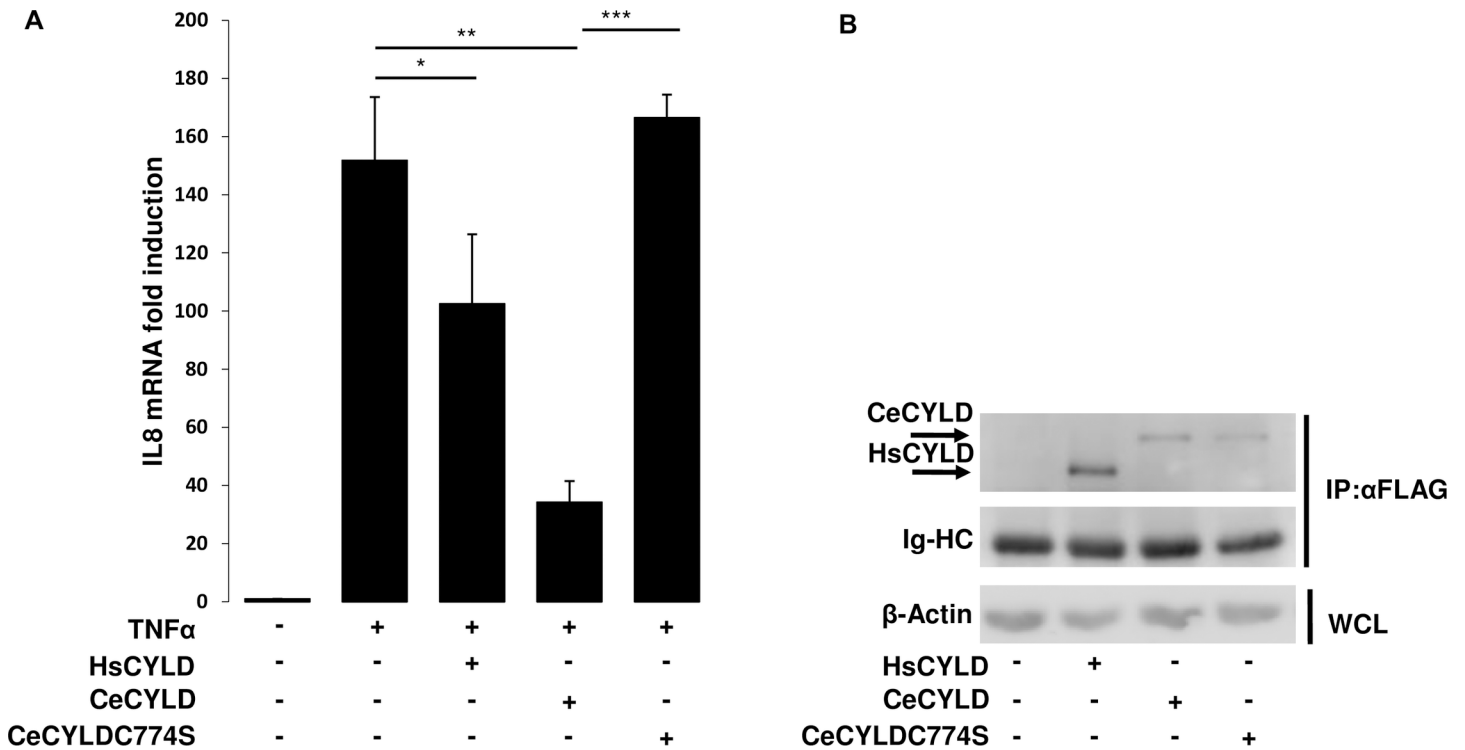 A
200
180
160
140
120
100
80
60
40
20
0
IL8 mRNA fold induction
*
**
***
TNFα - + + + +
HsCYLD - - + - -
CeCYLD - - - + -
CeCYLDC774S - - - - +
B
CeCYLD
HsCYLD
IP:αFLAG
Ig-HC
β-Actin
WCL
HsCYLD - + - -
CeCYLD - - + -
CeCYLDC774S - - - +